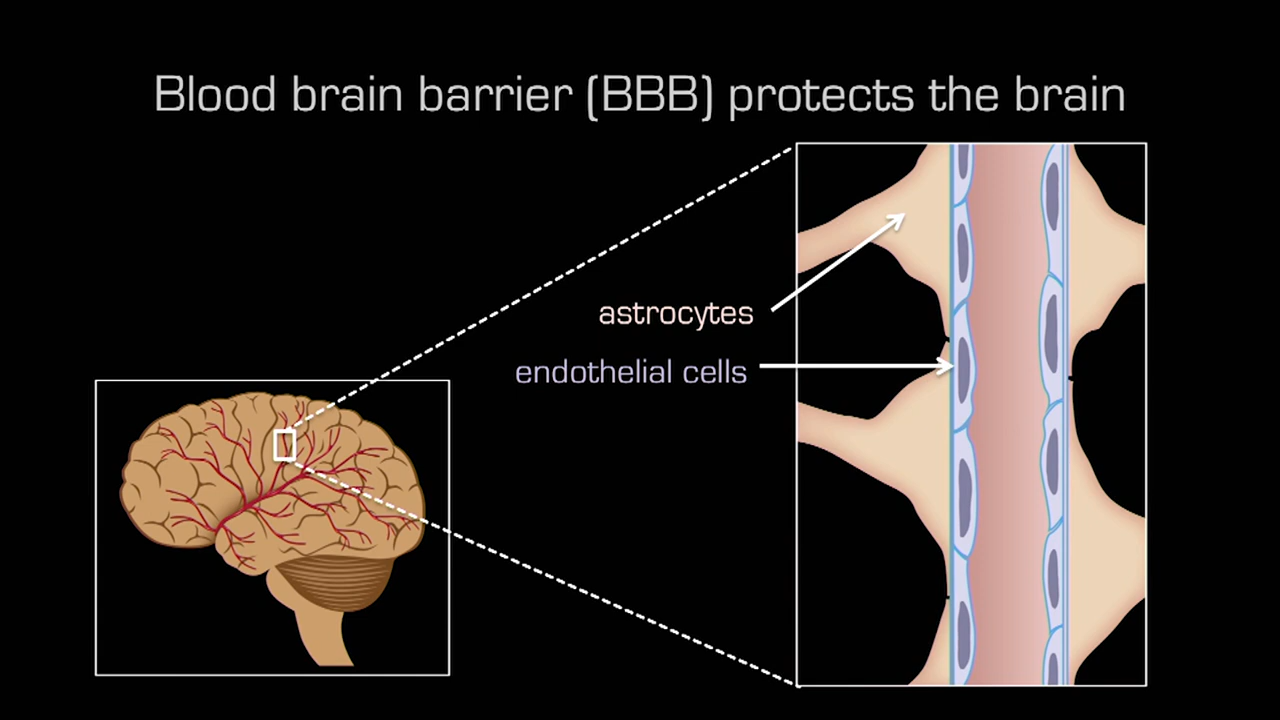 Blood brain barrier (BBB) protects the brain
astrocytes
endothelial cells